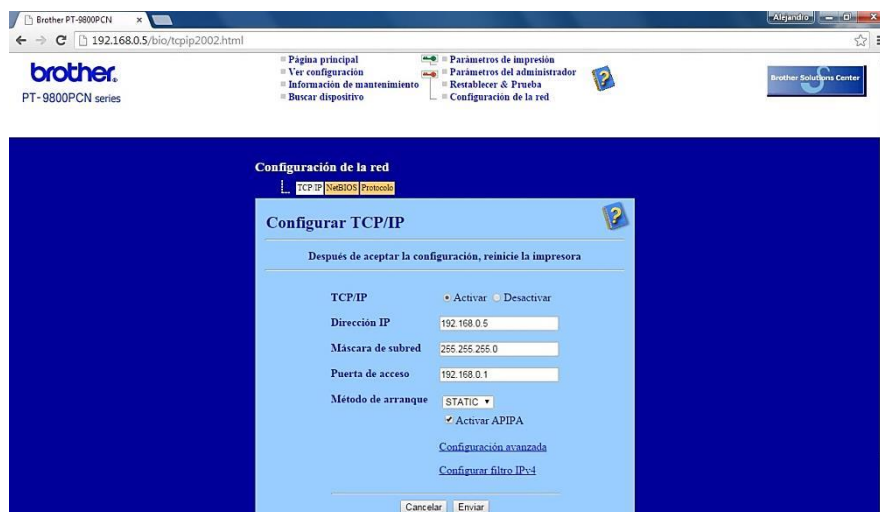 Brother PT-9800PCN
Alejandro
192.168.0.5/bio/tcpip2002.html
brother
PT-9800PCN series
Página principal
Ver configuración
Información de mantenimiento
Buscar dispositivo
Parámetros de impresión
Parámetros del administrador
Restablecer & Prueba
Configuración de la red
Brother Solutions Center
Configuración de la red
TCP/IP NetBIOS Protocolo
Configurar TCP/IP
Después de aceptar la configuración, reinicie la impresora
TCP/IP Activar Desactivar
Dirección IP 192.168.0.5
Máscara de subred 255.255.255.0
Puerta de acceso 192.168.0.1
Método de arranque STATIC
Activar APIPA
Configuración avanzada
Configurar filtro IPv4
Cancelar Enviar